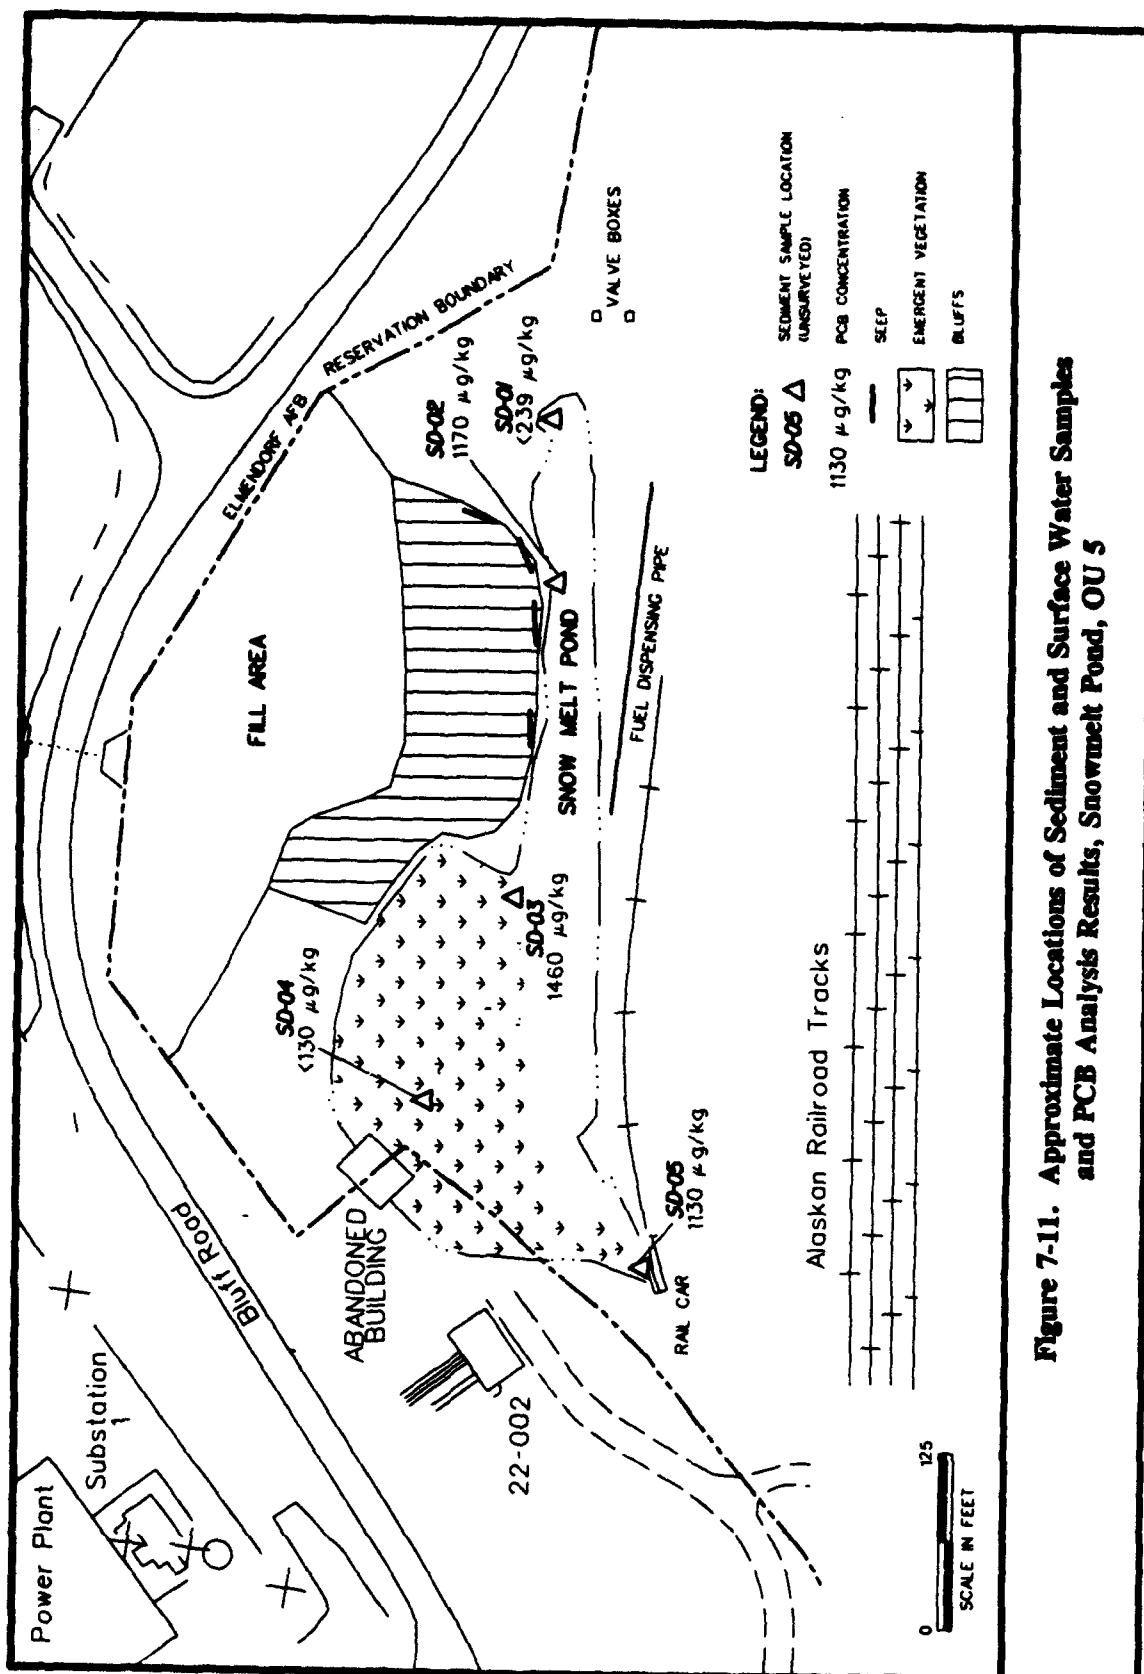 Power Plant
Substation
1
Bluff Road
ABANDONED
BUILDING
22-002
RAIL CAR
FILL AREA
ELMENDORF AFB RESERVATION BOUNDARY
SD-04
<130 µg/kg
SD-03
1460 µg/kg
SD-05
1130 µg/kg
SD-02
1170 µg/kg
SD-01
<239 µg/kg
SNOW MELT POND
FUEL DISPENSING PIPE
VALVE BOXES
Alaskan Railroad Tracks
LEGEND:
SD-05 SEDIMENT SAMPLE LOCATION
(UNSURVEYED)
1130 µg/kg PCB CONCENTRATION
SEEP
EMERGENT VEGETATION
BLUFFS
0 125
SCALE IN FEET
Figure 7-11. Approximate Locations of Sediment and Surface Water Samples
and PCB Analysis Results, Snowmelt Pond, OU 5